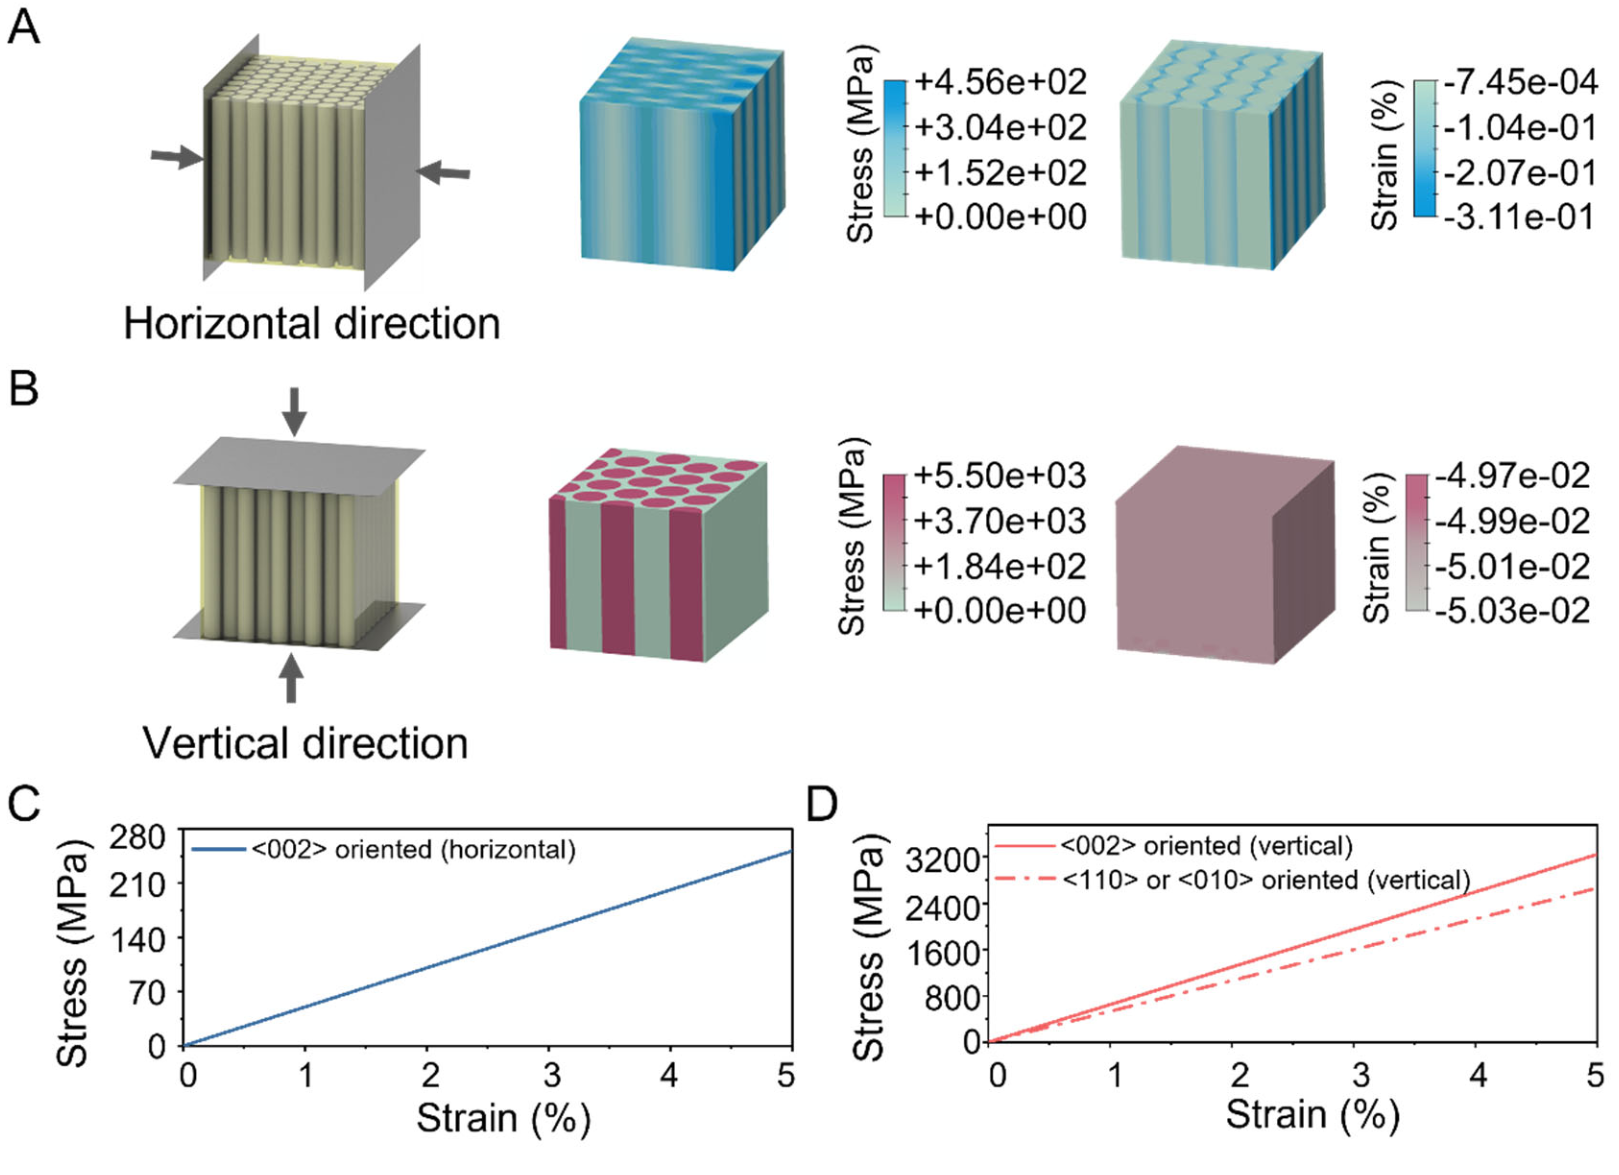 A
Horizontal direction
Stress (MPa)
+4.56e+02
+3.04e+02
+1.52e+02
+0.00e+00
Strain (%)
-7.45e-04
-1.04e-01
-2.07e-01
-3.11e-01
B
Vertical direction
Stress (MPa)
+5.50e+03
+3.70e+03
+1.84e+02
+0.00e+00
Strain (%)
-4.97e-02
-4.99e-02
-5.01e-02
-5.03e-02
C
Stress (MPa)
280
210
140
70
0
<002> oriented (horizontal)
0 1 2 3 4 5
Strain (%)
D
Stress (MPa)
3200
2400
1600
800
0
<002> oriented (vertical)
<110> or <010> oriented (vertical)
0 1 2 3 4 5
Strain (%)